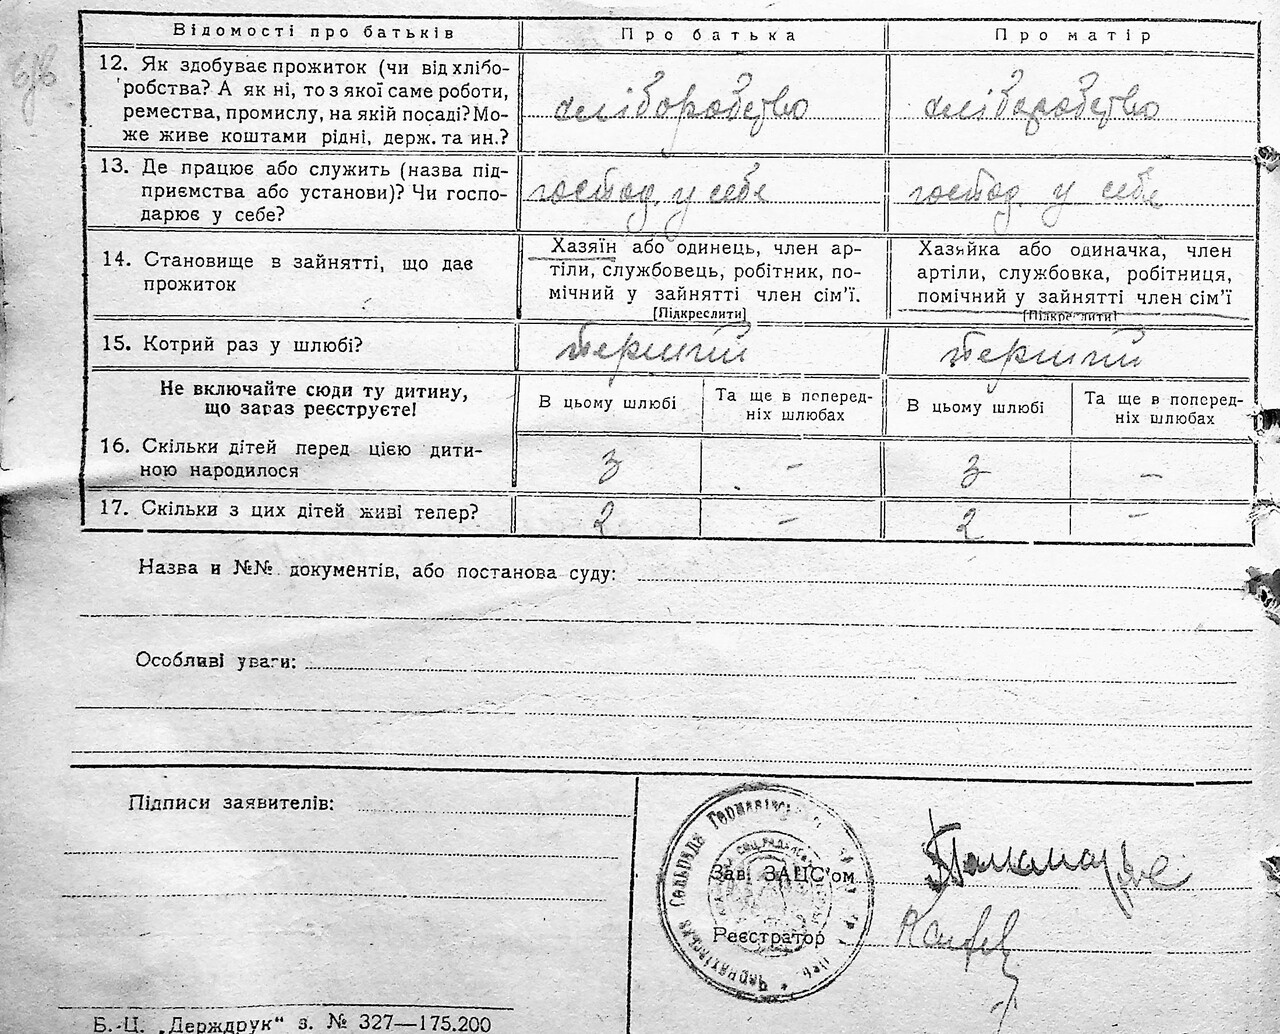 Відомості про батьків
Про батька
Про матір
12. Як здобуває прожиток (чи від хлібо-
робства? А як ні, то з якої саме роботи,
ремества, промислу, на якій посаді? Мо-
же живе коштами рідні, держ. та ин.?
хліборобство
хліборобство
13. Де працює або служить (назва під-
приємства або установи)? Чи госпо-
дарює у себе?
господ. у себе
господ. у себе
14. Становище в зайнятті, що дає
прожиток
Хазяїн або одинець, член ар-
тіли, службовець, робітник, по-
мічний у зайнятті член сім'ї.
[Підкреслити]
Хазяйка або одиначка, член
артіли, службовка, робітниця,
помічний у зайнятті член сім'ї
[Підкреслити]
15. Котрий раз у шлюбі?
перший
перший
Не включайте сюди ту дитину,
що зараз реєструєте!
В цьому шлюбі
Та ще в поперед-
ніх шлюбах
В цьому шлюбі
Та ще в поперед-
ніх шлюбах
16. Скільки дітей перед цією дити-
ною народилося
3
–
3
–
17. Скільки з цих дітей живі тепер?
2
–
2
–
Назва и №№ документів, або постанова суду:
Особливі уваги:
Підписи заявителів:
Зав. ЗАЦС'ом
Реєстратор
Черняхівська Сельрада Германівського
Б.-Ц. „Держдрук“ з. № 327—175.200